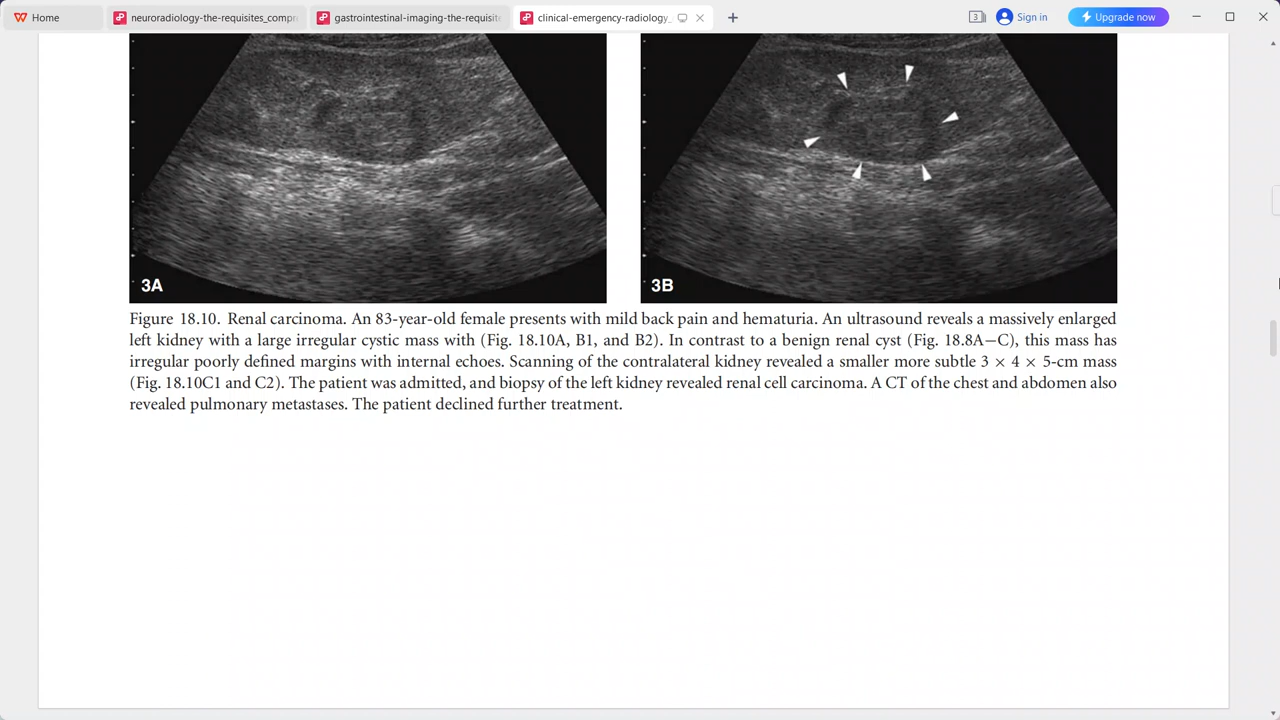 Home
neuroradiology-the-requisites_compr
gastrointestinal-imaging-the-requisite
clinical-emergency-radiology_
3
Sign in
Upgrade now
3A
3B
Figure 18.10. Renal carcinoma. An 83-year-old female presents with mild back pain and hematuria. An ultrasound reveals a massively enlarged
left kidney with a large irregular cystic mass with (Fig. 18.10A, B1, and B2). In contrast to a benign renal cyst (Fig. 18.8A−C), this mass has
irregular poorly defined margins with internal echoes. Scanning of the contralateral kidney revealed a smaller more subtle 3 × 4 × 5-cm mass
(Fig. 18.10C1 and C2). The patient was admitted, and biopsy of the left kidney revealed renal cell carcinoma. A CT of the chest and abdomen also
revealed pulmonary metastases. The patient declined further treatment.